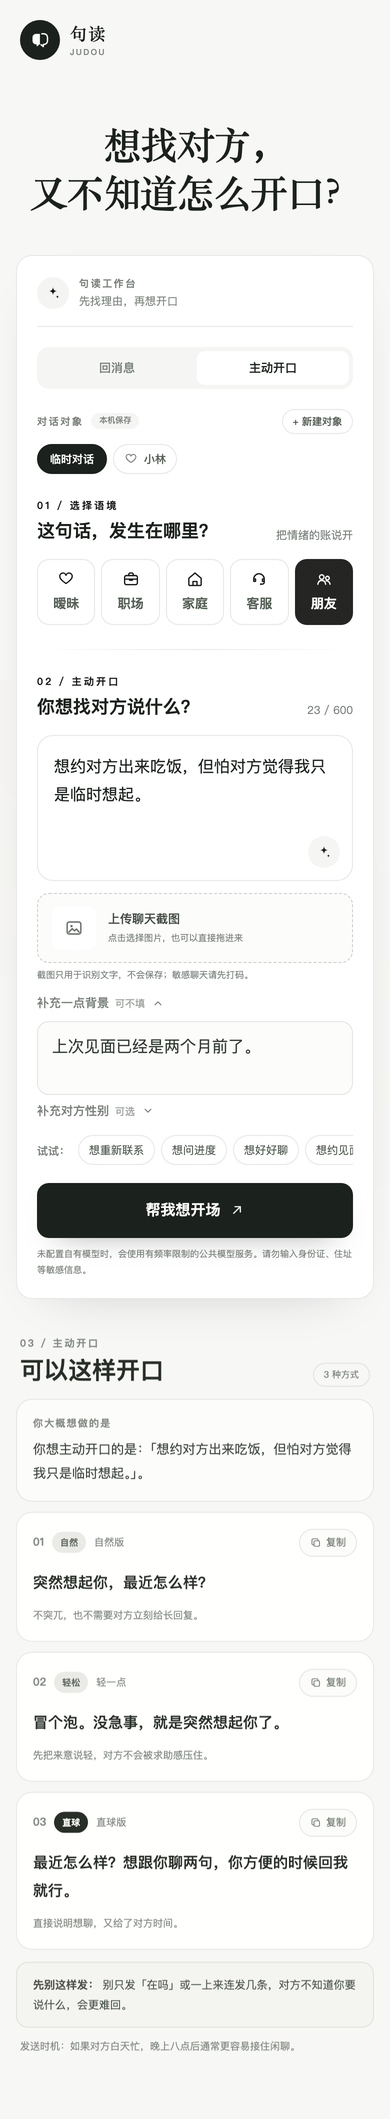 句读
JUDOU
想找对方，
又不知道怎么开口？
句读工作台
先找理由，再想开口
回消息
主动开口
对话对象 本机保存
+ 新建对象
临时对话
小林
01 / 选择语境
这句话，发生在哪里？
把情绪的账说开
暧昧
职场
家庭
客服
朋友
02 / 主动开口
你想找对方说什么？
23 / 600
想约对方出来吃饭，但怕对方觉得我只
是临时想起。
上传聊天截图
点击选择图片，也可以直接拖进来
截图只用于识别文字，不会保存；敏感聊天请先打码。
补充一点背景 可不填
上次见面已经是两个月前了。
补充对方性别 可选
试试：
想重新联系
想问进度
想好好聊
想约见
帮我想开场
未配置自有模型时，会使用有频率限制的公共模型服务。请勿输入身份证、住址
等敏感信息。
03 / 主动开口
可以这样开口
3 种方式
你大概想做的是
你想主动开口的是：「想约对方出来吃饭，但怕对方觉得
我只是临时想起。」。
01 自然 自然版
复制
突然想起你，最近怎么样？
不突兀，也不需要对方立刻给长回复。
02 轻松 轻一点
复制
冒个泡。没急事，就是突然想起你了。
先把来意说轻，对方不会被求助感压住。
03 直球 直球版
复制
最近怎么样？想跟你聊两句，你方便的时候回我
就行。
直接说明想聊，又给了对方时间。
先别这样发： 别只发「在吗」或一上来连发几条，对方不知道你要
说什么，会更难回。
发送时机：如果对方白天忙，晚上八点后通常更容易接住闲聊。